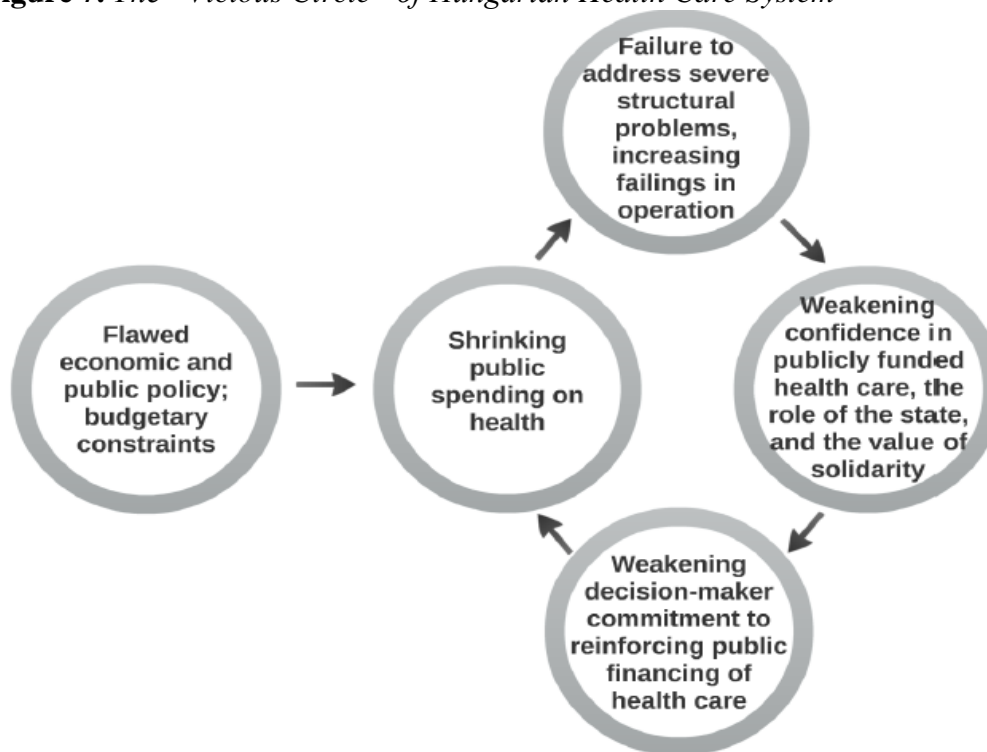 The "Vicious Circle" of Hungarian Health Care System
Failure to
address severe
structural
problems,
increasing
failings in
operation
Flawed
economic and
public policy;
budgetary
constraints
Shrinking
public
spending on
health
Weakening
confidence in
publicly funded
health care, the
role of the state,
and the value of
solidarity
Weakening
decision-maker
commitment to
reinforcing public
financing of
health care